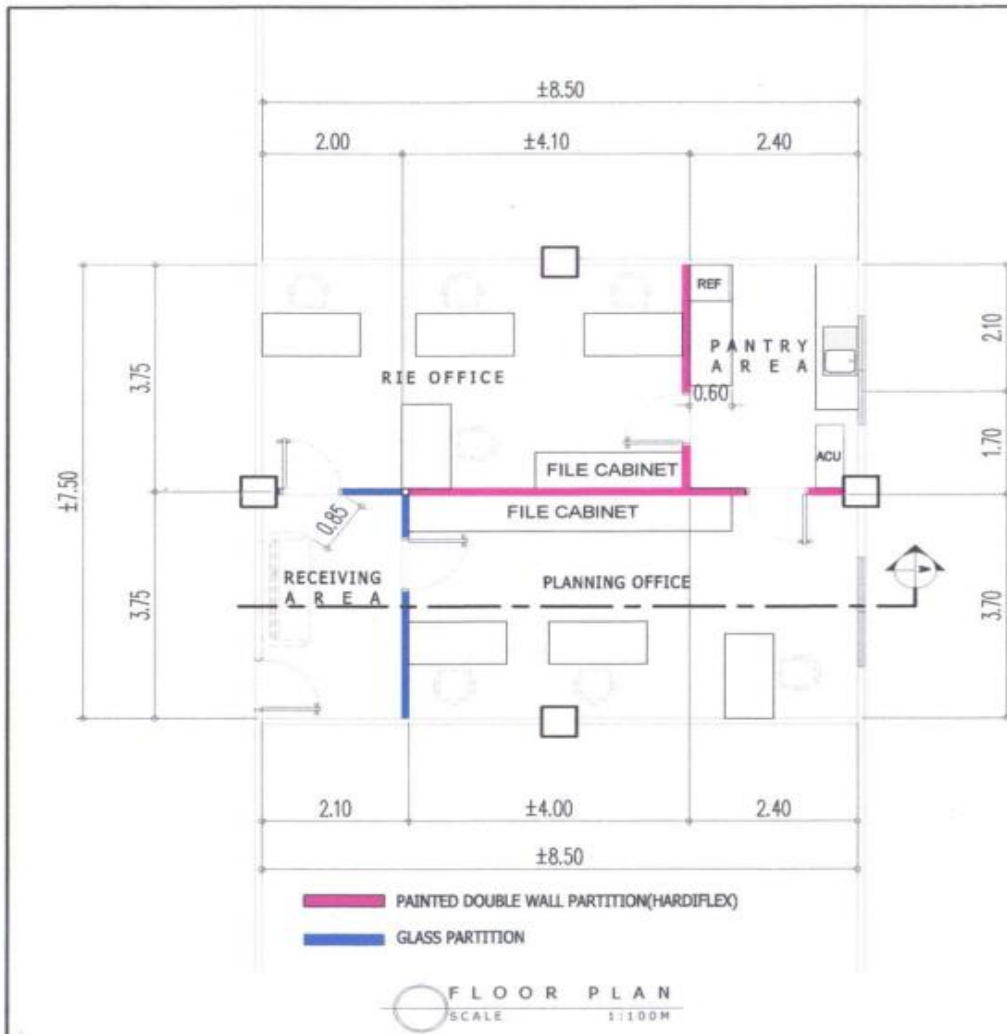 ±8.50
2.00
±4.10
2.40
REF
PANTRY
AREA
2.10
3.75
RIE OFFICE
0.60
1.70
ACU
FILE CABINET
±7.50
FILE CABINET
0.85
RECEIVING
AREA
PLANNING OFFICE
3.75
3.70
2.10
±4.00
2.40
±8.50
PAINTED DOUBLE WALL PARTITION(HARDIFLEX)
GLASS PARTITION
FLOOR PLAN
SCALE 1:100M